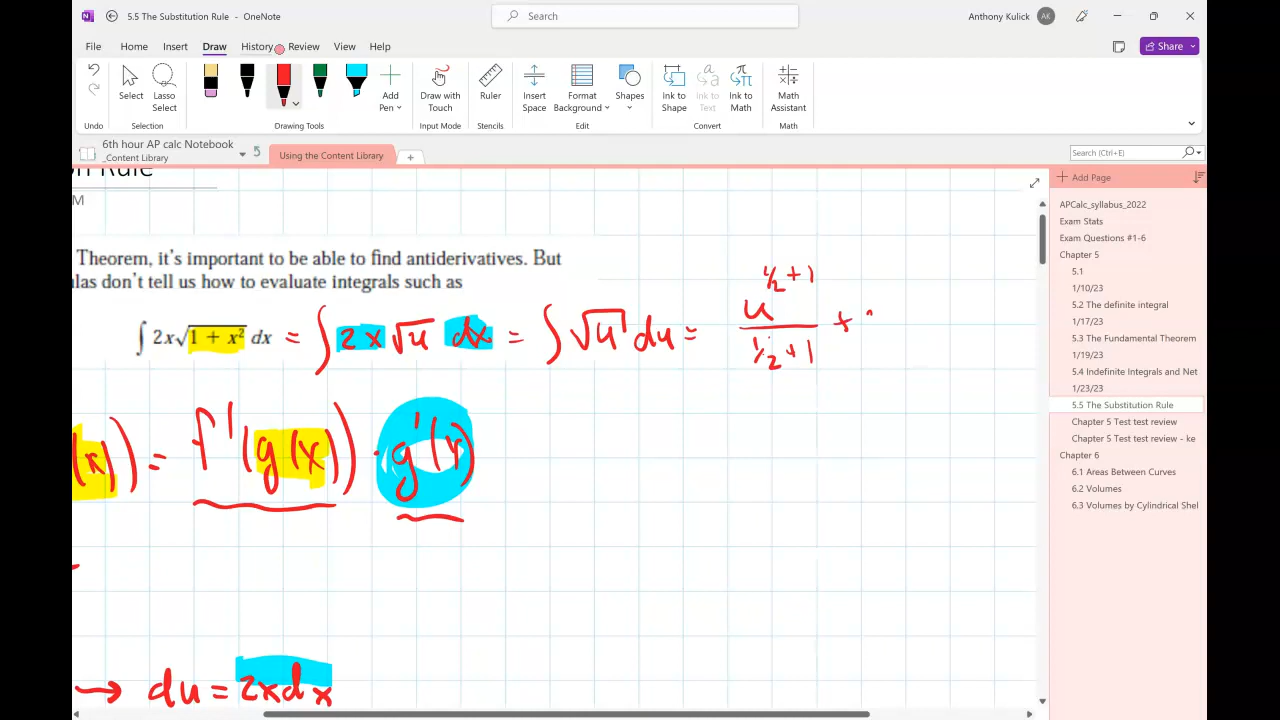 5.5 The Substitution Rule - OneNote
Search
Anthony Kulick
AK
File Home Insert Draw History Review View Help
Share
Select
Lasso Select
Add Pen
Draw with Touch
Ruler
Insert Space
Format Background
Shapes
Ink to Shape
Ink to Text
Ink to Math
Math Assistant
Undo
Selection
Drawing Tools
Input Mode
Stencils
Edit
Convert
Math
6th hour AP calc Notebook
_Content Library
Using the Content Library
+
Search (Ctrl+E)
on Rule
M
Theorem, it's important to be able to find antiderivatives. But
las don't tell us how to evaluate integrals such as
∫ 2x√(1 + x²) dx = ∫ 2x √u dx = ∫ √u du = u^(1/2+1) / (1/2+1) +
(x)) = f'(g(x)) · g'(x)
→ du = 2x dx
Add Page
APCalc_syllabus_2022
Exam Stats
Exam Questions #1-6
Chapter 5
5.1
1/10/23
5.2 The definite integral
1/17/23
5.3 The Fundamental Theorem
1/19/23
5.4 Indefinite Integrals and Net
1/23/23
5.5 The Substitution Rule
Chapter 5 Test test review
Chapter 5 Test test review - ke
Chapter 6
6.1 Areas Between Curves
6.2 Volumes
6.3 Volumes by Cylindrical Shel